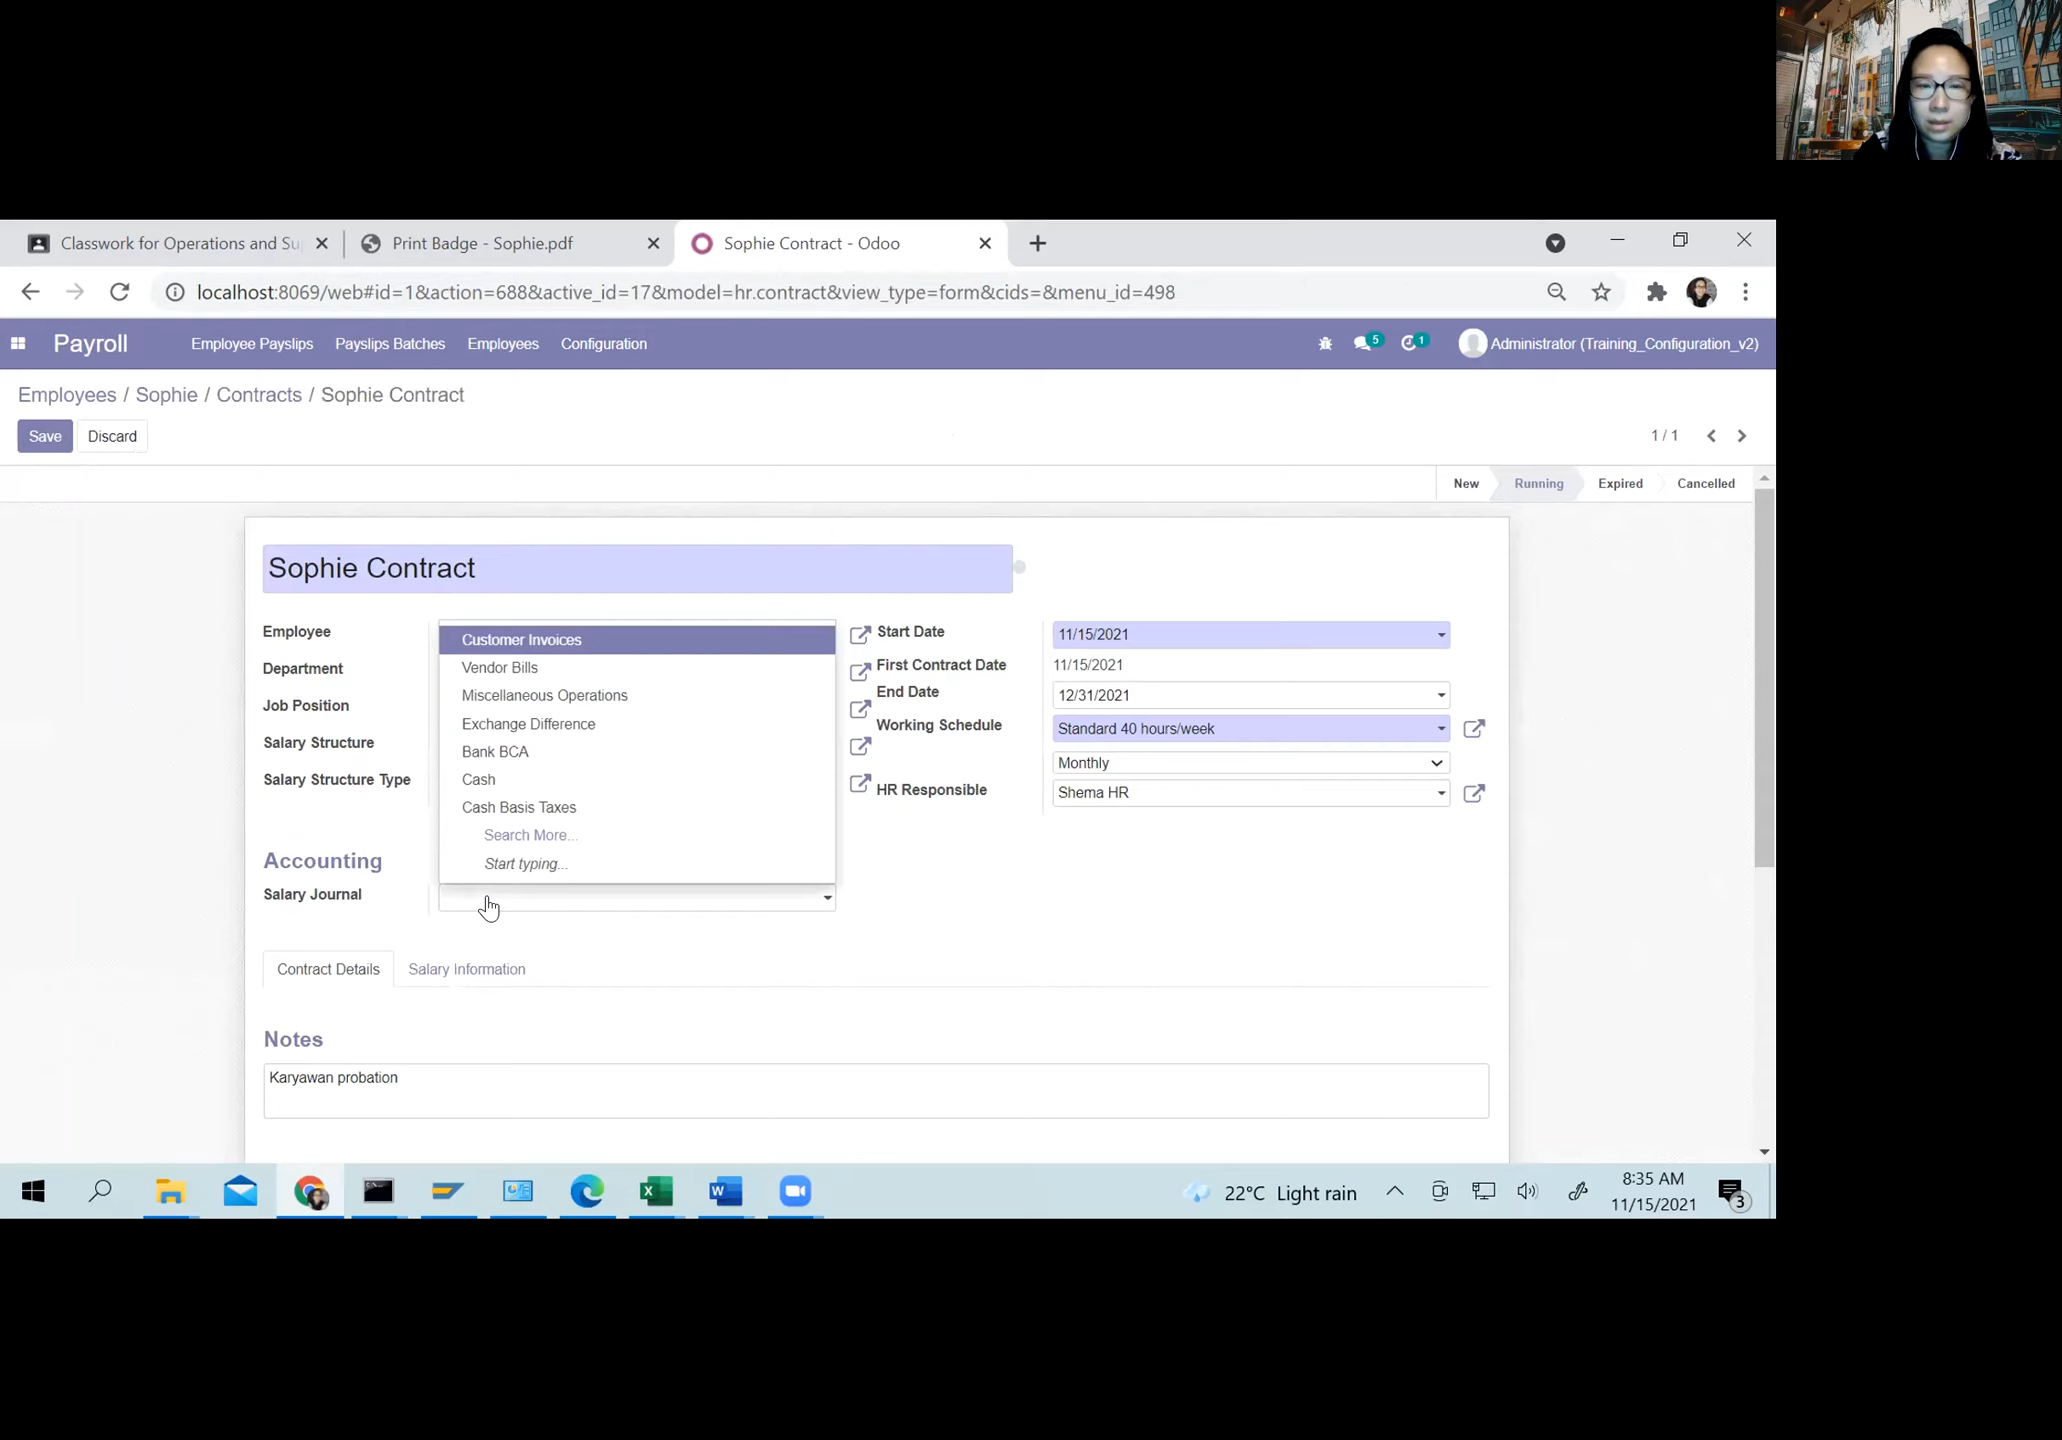 Classwork for Operations and Su
Print Badge - Sophie.pdf
Sophie Contract - Odoo
localhost:8069/web#id=1&action=688&active_id=17&model=hr.contract&view_type=form&cids=&menu_id=498
Payroll
Employee Payslips
Payslips Batches
Employees
Configuration
5
1
Administrator (Training_Configuration_v2)
Employees / Sophie / Contracts / Sophie Contract
Save
Discard
1 / 1
New
Running
Expired
Cancelled
Sophie Contract
Employee
Department
Job Position
Salary Structure
Salary Structure Type
Customer Invoices
Vendor Bills
Miscellaneous Operations
Exchange Difference
Bank BCA
Cash
Cash Basis Taxes
Search More...
Start typing...
Start Date
11/15/2021
First Contract Date
11/15/2021
End Date
12/31/2021
Working Schedule
Standard 40 hours/week
Monthly
HR Responsible
Shema HR
Accounting
Salary Journal
Contract Details
Salary Information
Notes
Karyawan probation
22°C Light rain
8:35 AM
11/15/2021
3